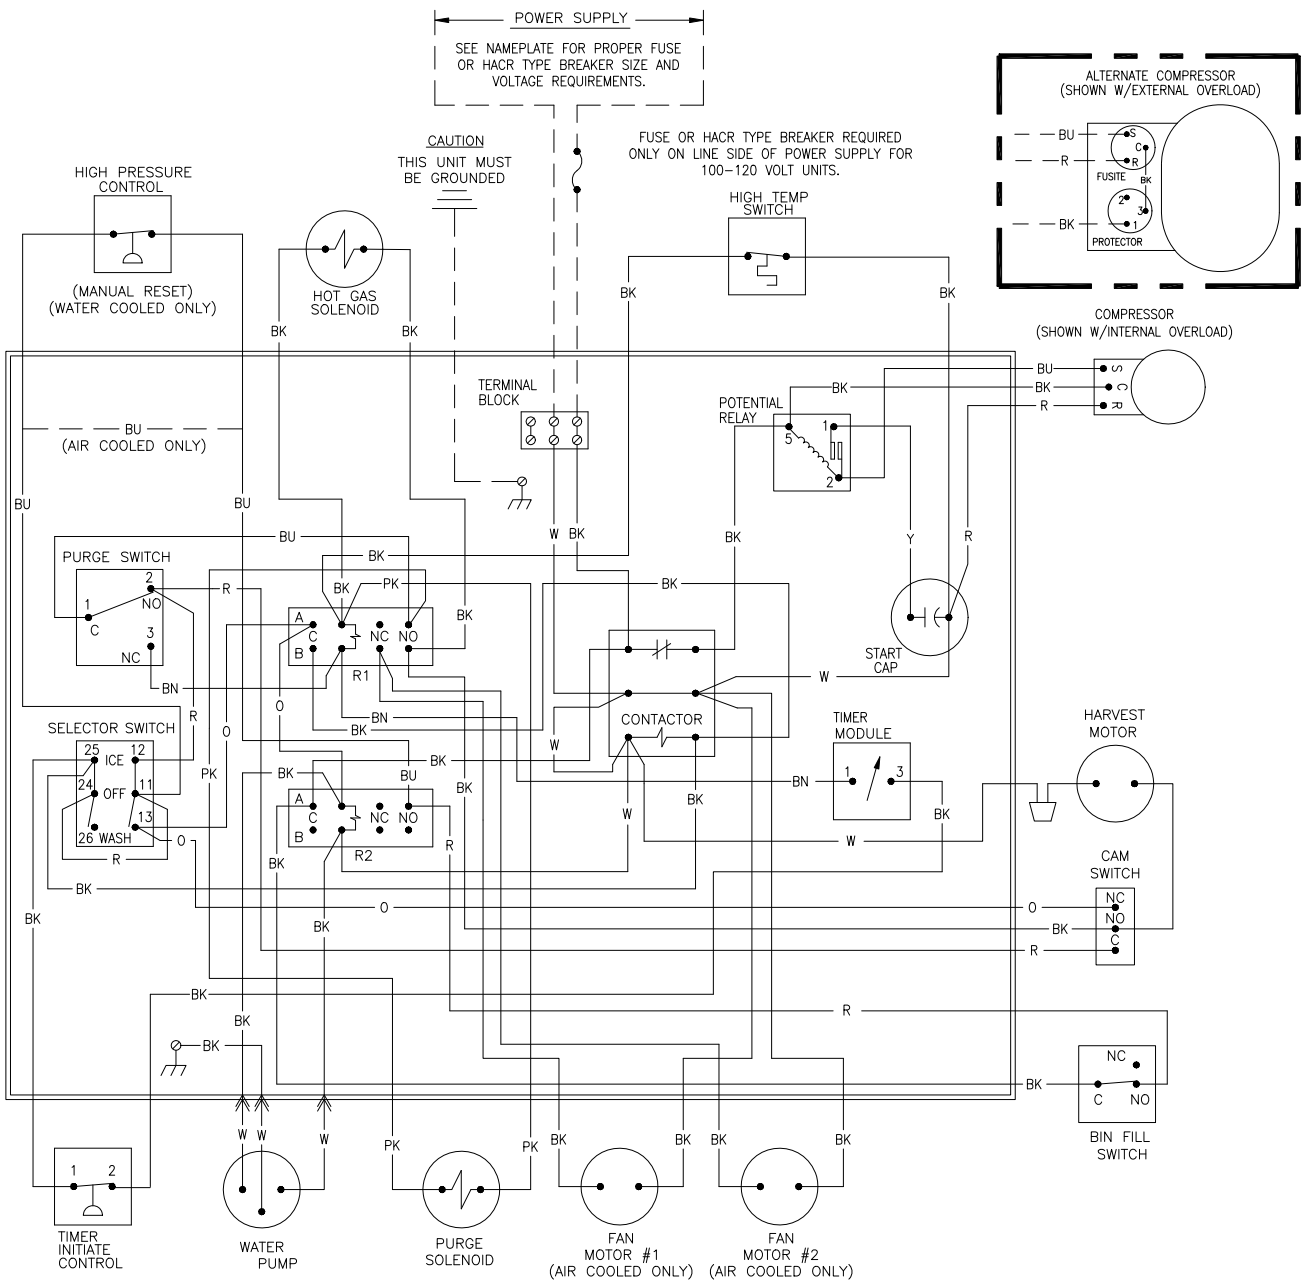 POWER SUPPLY
SEE NAMEPLATE FOR PROPER FUSE
OR HACR TYPE BREAKER SIZE AND
VOLTAGE REQUIREMENTS.
ALTERNATE COMPRESSOR
(SHOWN W/EXTERNAL OVERLOAD)
BU
S
C
R
R
FUSITE
BK
2
3
BK
1
PROTECTOR
CAUTION
THIS UNIT MUST
BE GROUNDED
FUSE OR HACR TYPE BREAKER REQUIRED
ONLY ON LINE SIDE OF POWER SUPPLY FOR
100-120 VOLT UNITS.
HIGH PRESSURE
CONTROL
(MANUAL RESET)
(WATER COOLED ONLY)
HOT GAS
SOLENOID
HIGH TEMP
SWITCH
BK
BK
BK
BK
COMPRESSOR
(SHOWN W/INTERNAL OVERLOAD)
BU
S
BK
BK
C
R
R
TERMINAL
BLOCK
POTENTIAL
RELAY
5
1
2
BU
(AIR COOLED ONLY)
BU
BU
BU
W
BK
BK
BK
Y
R
PURGE SWITCH
2
NO
1
C
3
NC
R
BK
PK
BK
BK
A
C
B
NC
NO
R1
BN
START
CAP
W
O
R
O
BN
BK
CONTACTOR
TIMER
MODULE
1
3
HARVEST
MOTOR
SELECTOR SWITCH
25
ICE
12
24
OFF
11
13
26
WASH
R
O
PK
BK
BK
BU
BK
W
BN
BK
W
BK
A
C
B
NC
NO
R2
R
BK
W
CAM
SWITCH
NC
NO
C
BK
BK
O
O
BK
BK
R
BK
BK
BK
R
BIN FILL
SWITCH
NC
C
NO
BK
W
W
W
PK
PK
BK
BK
BK
BK
1
2
TIMER
INITIATE
CONTROL
WATER
PUMP
PURGE
SOLENOID
FAN
MOTOR #1
(AIR COOLED ONLY)
FAN
MOTOR #2
(AIR COOLED ONLY)